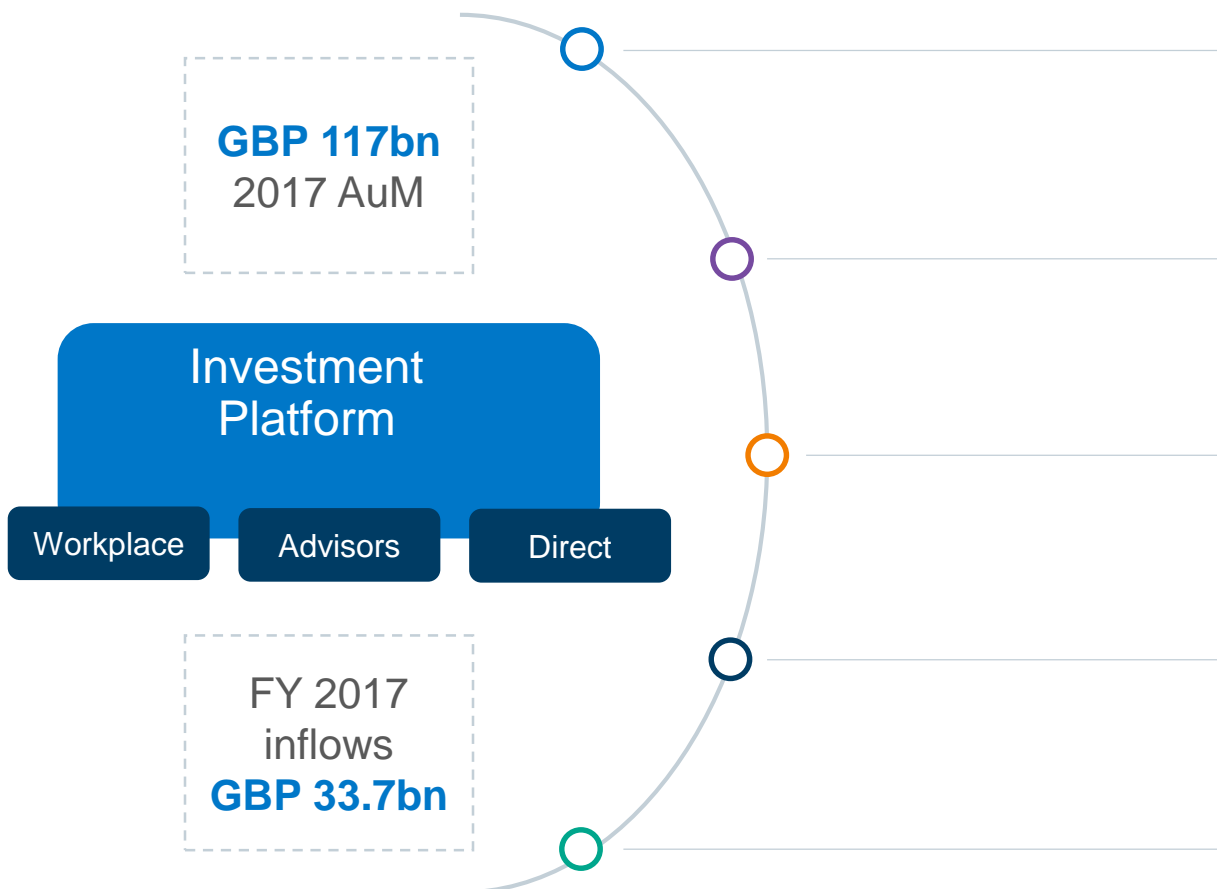 GBP 117bn
2017 AuM
Investment
Platform
Workplace
Advisors
Direct
FY 2017
inflows
GBP 33.7bn